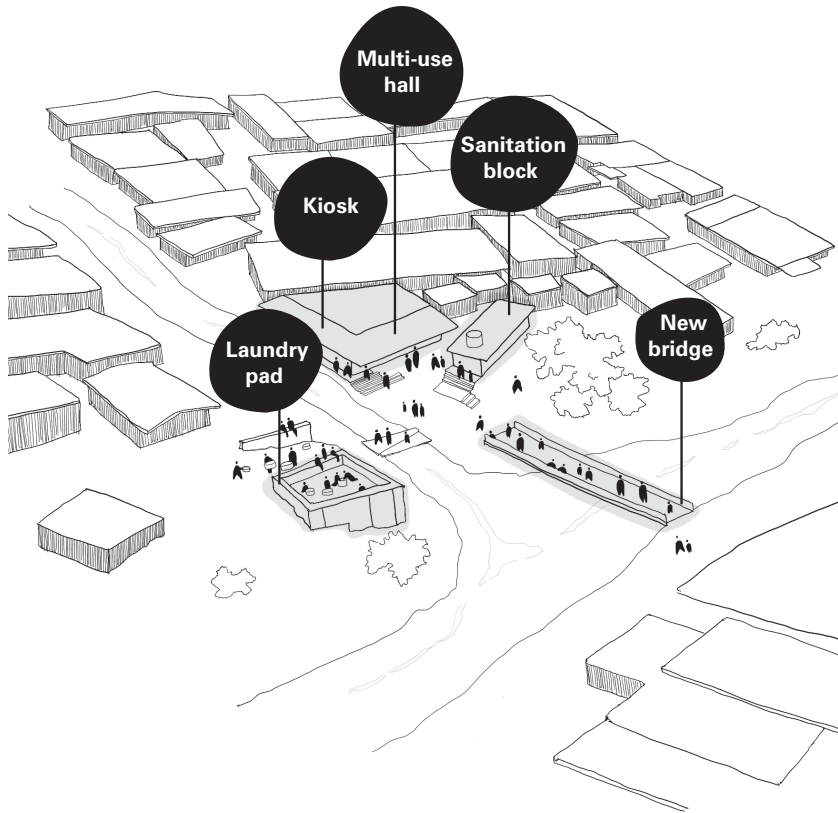 Multi-use
hall
Sanitation
block
Kiosk
New
bridge
Laundry
pad